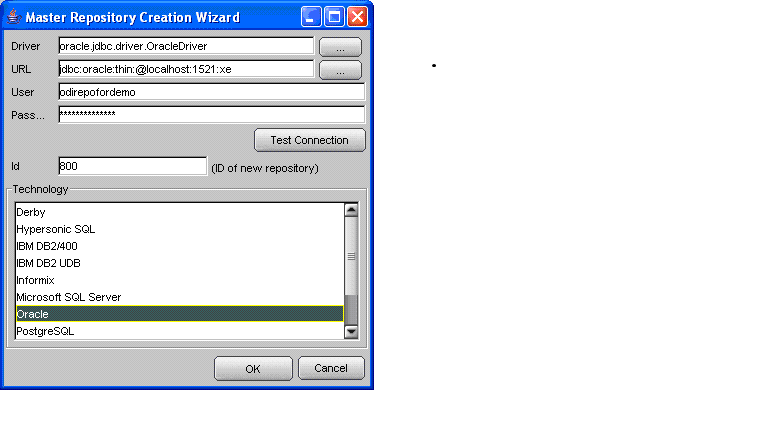 Master Repository Creation Wizard
Driver oracle.jdbc.driver.OracleDriver ...
URL jdbc:oracle:thin:@localhost:1521:xe ...
User odirepofordemo
Pass... *************
Test Connection
Id 800 (ID of new repository)
Technology
Derby
Hypersonic SQL
IBM DB2/400
IBM DB2 UDB
Informix
Microsoft SQL Server
Oracle
PostgreSQL
OK Cancel